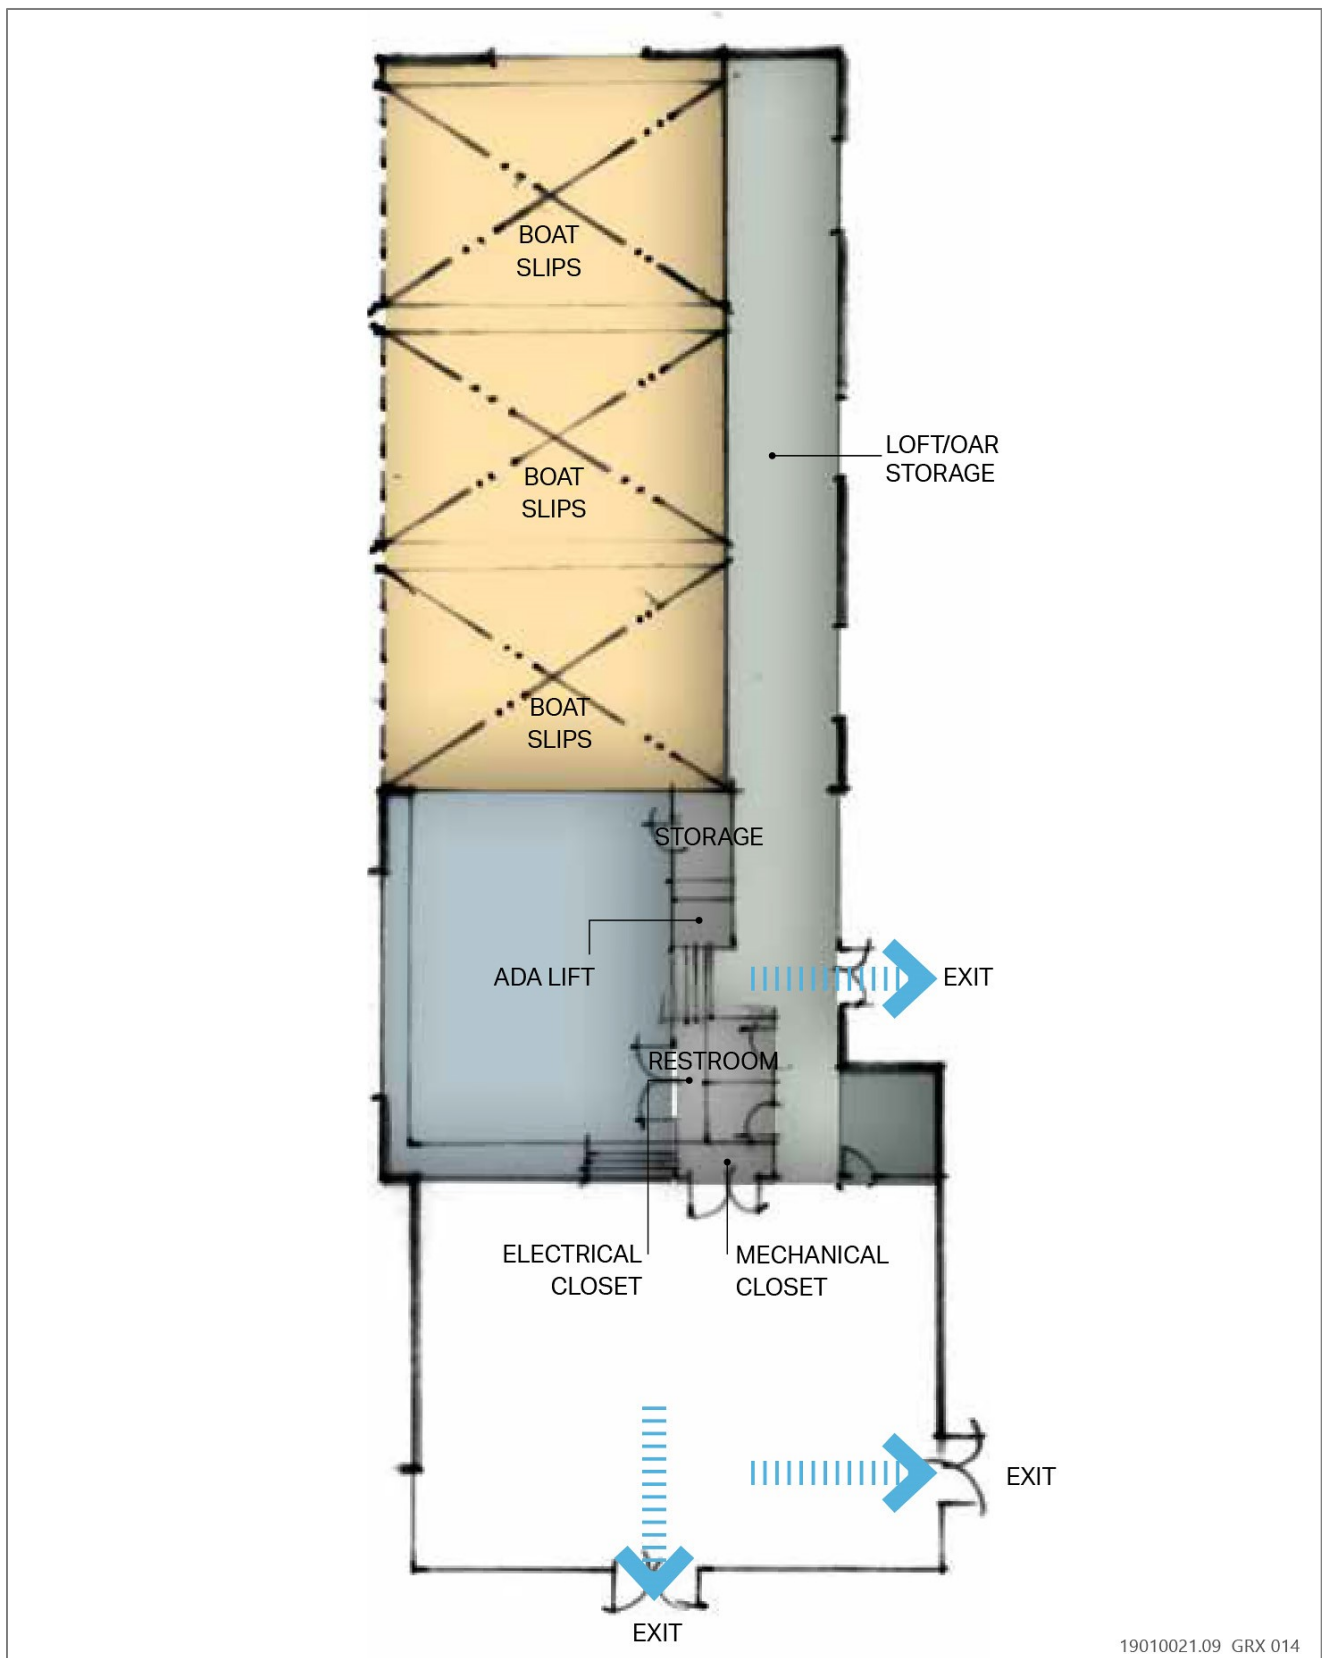 BOAT
SLIPS
LOFT/OAR
STORAGE
BOAT
SLIPS
BOAT
SLIPS
STORAGE
ADA LIFT
EXIT
RESTROOM
ELECTRICAL
CLOSET
MECHANICAL
CLOSET
EXIT
EXIT
19010021.09 GRX 014